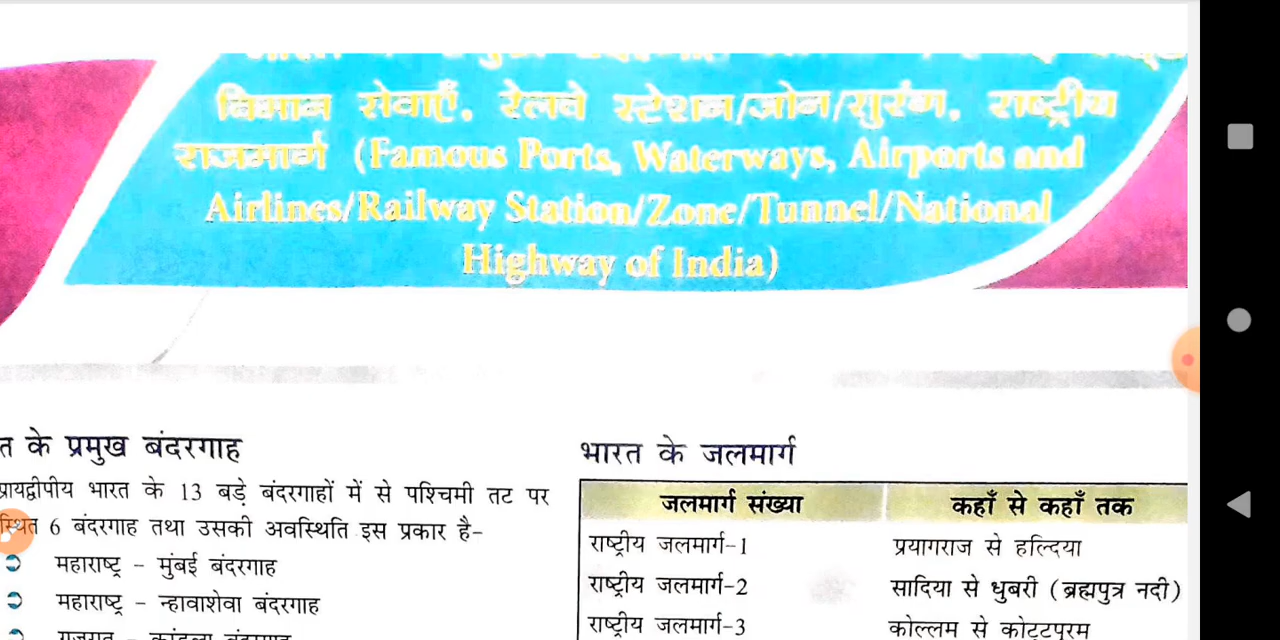 विमान सेवाएँ, रेलवे स्टेशन/जोन/सुरंग, राष्ट्रीय
राजमार्ग (Famous Ports, Waterways, Airports and
Airlines/Railway Station/Zone/Tunnel/National
Highway of India)
त के प्रमुख बंदरगाह
प्रायद्वीपीय भारत के 13 बड़े बंदरगाहों में से पश्चिमी तट पर
स्थित 6 बंदरगाह तथा उसकी अवस्थिति इस प्रकार है-
महाराष्ट्र - मुंबई बंदरगाह
महाराष्ट्र - न्हावाशेवा बंदरगाह
भारत के जलमार्ग
जलमार्ग संख्या कहाँ से कहाँ तक
राष्ट्रीय जलमार्ग-1 प्रयागराज से हल्दिया
राष्ट्रीय जलमार्ग-2 सादिया से धुबरी (ब्रह्मपुत्र नदी)
राष्ट्रीय जलमार्ग-3 कोल्लम से कोट्टपुरम